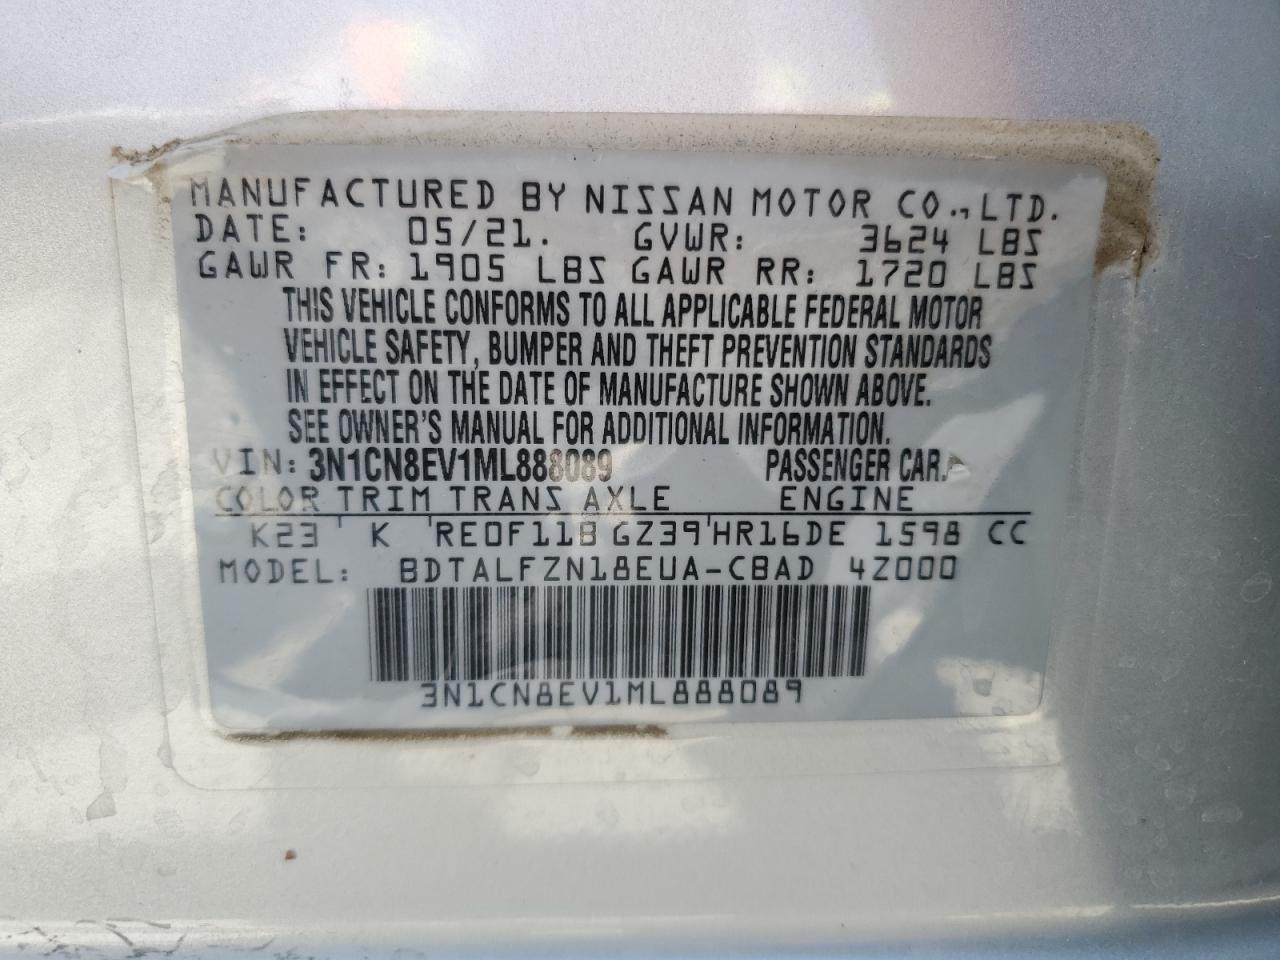 MANUFACTURED BY NISSAN MOTOR CO., LTD.
DATE: 05/21. GVWR: 3624 LBS
GAWR FR: 1905 LBS GAWR RR: 1720 LBS
THIS VEHICLE CONFORMS TO ALL APPLICABLE FEDERAL MOTOR
VEHICLE SAFETY, BUMPER AND THEFT PREVENTION STANDARDS
IN EFFECT ON THE DATE OF MANUFACTURE SHOWN ABOVE.
SEE OWNER'S MANUAL FOR ADDITIONAL INFORMATION.
VIN: 3N1CN8EV1ML888089 PASSENGER CAR.
COLOR TRIM TRANS AXLE ENGINE
K23 ' K ' RE0F11B GZ39 ' HR16DE 1598 CC
MODEL: BDTALFZN18EUA-CBAD 4Z000
3N1CN8EV1ML888089